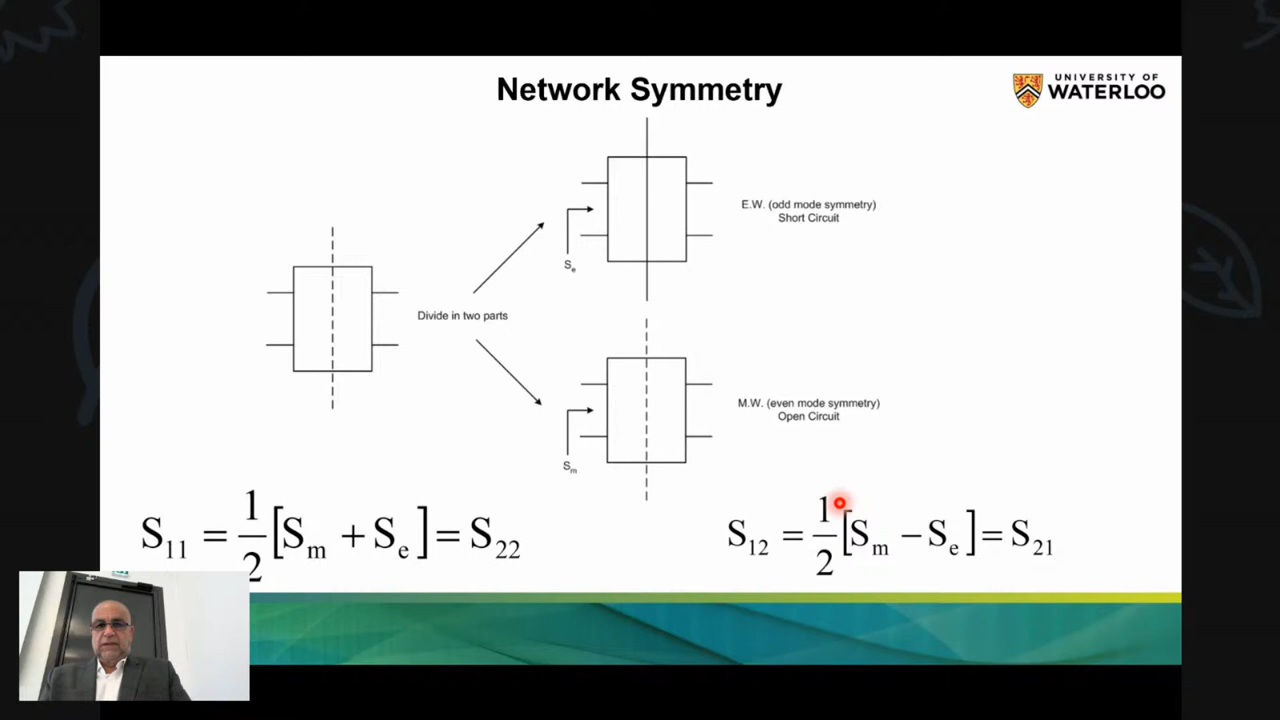 Network Symmetry
UNIVERSITY OF
WATERLOO
E.W. (odd mode symmetry)
Short Circuit
Sₑ
Divide in two parts
M.W. (even mode symmetry)
Open Circuit
Sₘ
S₁₁ = 1/2 [Sₘ + Sₑ] = S₂₂
S₁₂ = 1/2 [Sₘ − Sₑ] = S₂₁